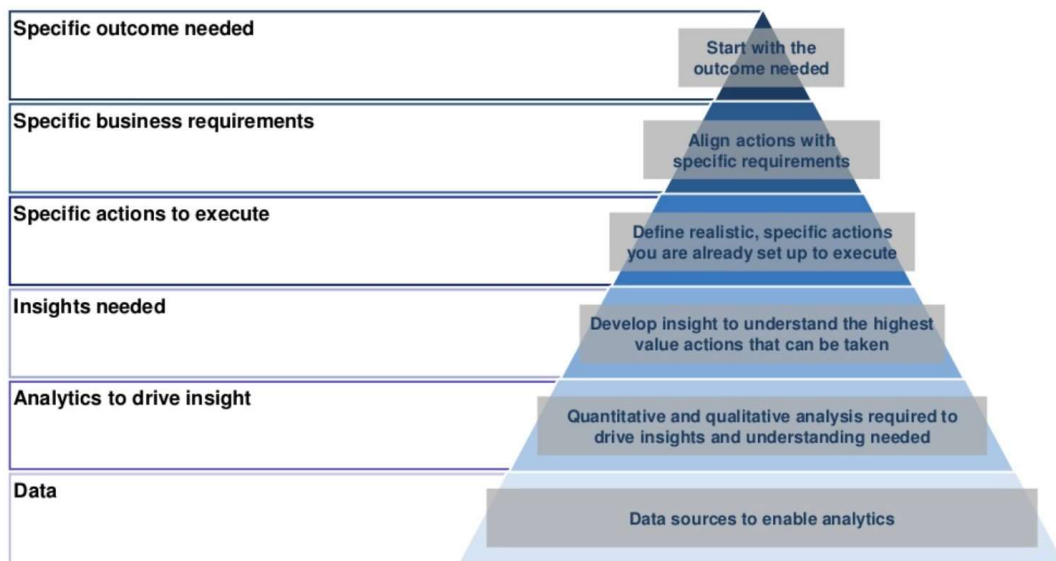 Specific outcome needed
Start with the
outcome needed
Specific business requirements
Align actions with
specific requirements
Specific actions to execute
Define realistic, specific actions
you are already set up to execute
Insights needed
Develop insight to understand the highest
value actions that can be taken
Analytics to drive insight
Quantitative and qualitative analysis required to
drive insights and understanding needed
Data
Data sources to enable analytics